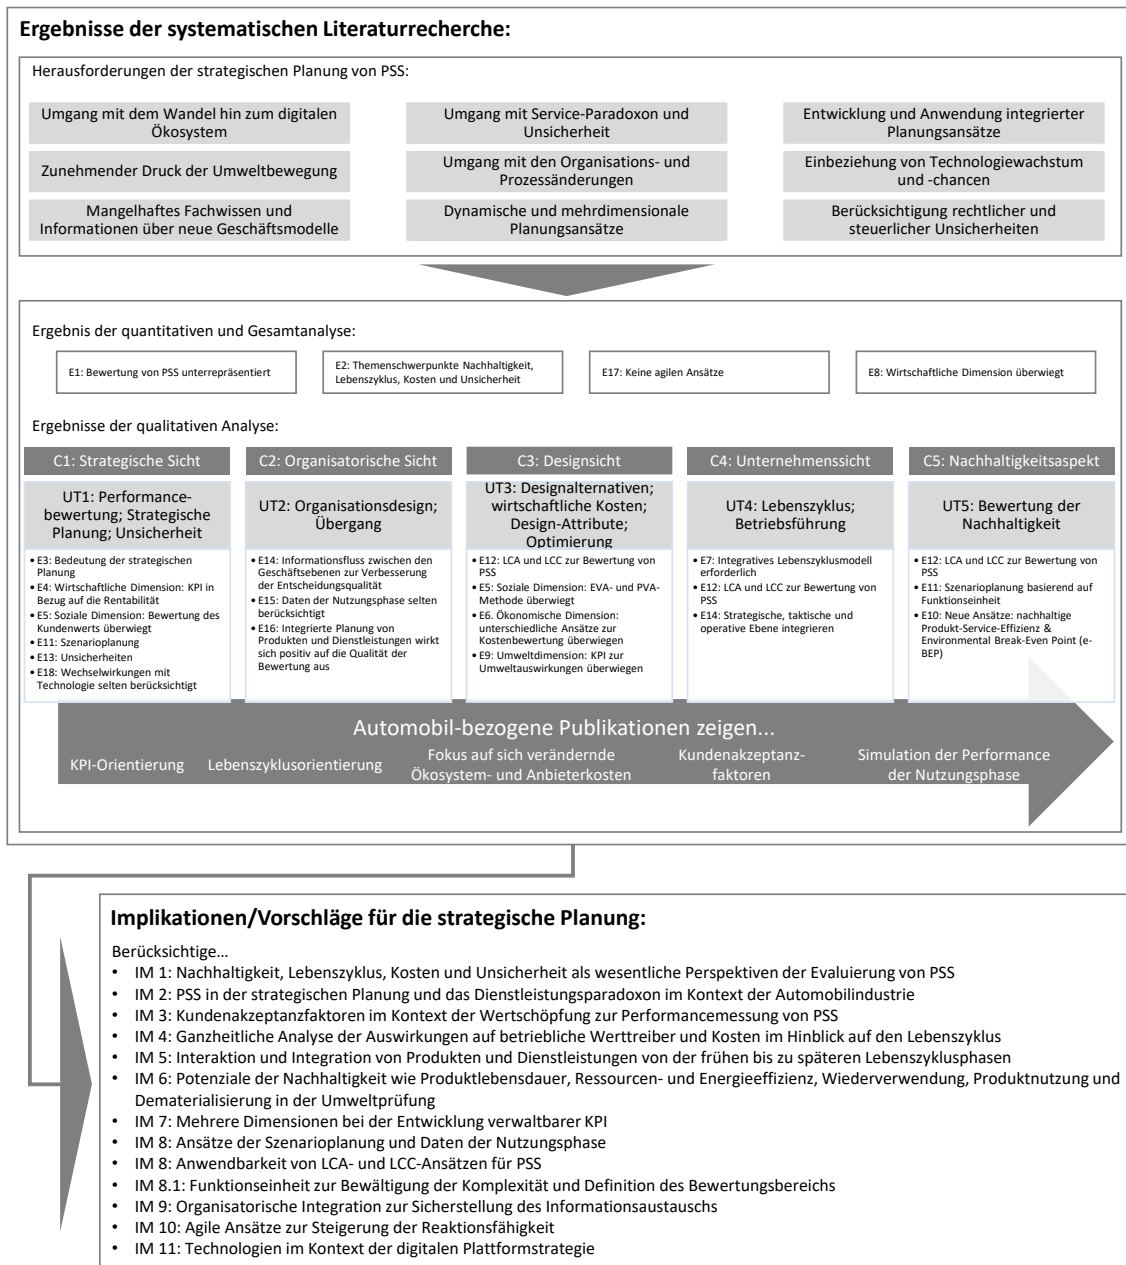 Ergebnisse der systematischen Literaturrecherche:
Herausforderungen der strategischen Planung von PSS:
Umgang mit dem Wandel hin zum digitalen
Ökosystem
Umgang mit Service-Paradoxon und
Unsicherheit
Entwicklung und Anwendung integrierter
Planungsansätze
Zunehmender Druck der Umweltbewegung
Umgang mit den Organisations- und
Prozessänderungen
Einbeziehung von Technologiewachstum
und -chancen
Mangelhaftes Fachwissen und
Informationen über neue Geschäftsmodelle
Dynamische und mehrdimensionale
Planungsansätze
Berücksichtigung rechtlicher und
steuerlicher Unsicherheiten
Ergebnis der quantitativen und Gesamtanalyse:
E1: Bewertung von PSS unterrepräsentiert
E2: Themenschwerpunkte Nachhaltigkeit,
Lebenszyklus, Kosten und Unsicherheit
E17: Keine agilen Ansätze
E8: Wirtschaftliche Dimension überwiegt
Ergebnisse der qualitativen Analyse:
C1: Strategische Sicht
UT1: Performance-
bewertung; Strategische
Planung; Unsicherheit
• E3: Bedeutung der strategischen
Planung
• E4: Wirtschaftliche Dimension: KPI in
Bezug auf die Rentabilität
• E5: Soziale Dimension: Bewertung des
Kundenwerts überwiegt
• E11: Szenarioplanung
• E13: Unsicherheiten
• E18: Wechselwirkungen mit
Technologie selten berücksichtigt
C2: Organisatorische Sicht
UT2: Organisationsdesign;
Übergang
• E14: Informationsfluss zwischen den
Geschäftsebenen zur Verbesserung
der Entscheidungsqualität
• E15: Daten der Nutzungsphase selten
berücksichtigt
• E16: Integrierte Planung von
Produkten und Dienstleistungen wirkt
sich positiv auf die Qualität der
Bewertung aus
C3: Designsicht
UT3: Designalternativen;
wirtschaftliche Kosten;
Design-Attribute;
Optimierung
• E12: LCA und LCC zur Bewertung von
PSS
• E5: Soziale Dimension: EVA- und PVA-
Methode überwiegt
• E6. Ökonomische Dimension:
unterschiedliche Ansätze zur
Kostenbewertung überwiegen
• E9: Umweltdimension: KPI zur
Umweltauswirkungen überwiegen
C4: Unternehmenssicht
UT4: Lebenszyklus;
Betriebsführung
• E7: Integratives Lebenszyklusmodell
erforderlich
• E12: LCA und LCC zur Bewertung von
PSS
• E14: Strategische, taktische und
operative Ebene integrieren
C5: Nachhaltigkeitsaspekt
UT5: Bewertung der
Nachhaltigkeit
• E12: LCA und LCC zur Bewertung von
PSS
• E11: Szenarioplanung basierend auf
Funktionseinheit
• E10: Neue Ansätze: nachhaltige
Produkt-Service-Effizienz &
Environmental Break-Even Point (e-
BEP)
Automobil-bezogene Publikationen zeigen...
KPI-Orientierung
Lebenszyklusorientierung
Fokus auf sich verändernde
Ökosystem- und Anbieterkosten
Kundenakzeptanz-
faktoren
Simulation der Performance
der Nutzungsphase
Implikationen/Vorschläge für die strategische Planung:
Berücksichtige…
• IM 1: Nachhaltigkeit, Lebenszyklus, Kosten und Unsicherheit als wesentliche Perspektiven der Evaluierung von PSS
• IM 2: PSS in der strategischen Planung und das Dienstleistungsparadoxon im Kontext der Automobilindustrie
• IM 3: Kundenakzeptanzfaktoren im Kontext der Wertschöpfung zur Performancemessung von PSS
• IM 4: Ganzheitliche Analyse der Auswirkungen auf betriebliche Werttreiber und Kosten im Hinblick auf den Lebenszyklus
• IM 5: Interaktion und Integration von Produkten und Dienstleistungen von der frühen bis zu späteren Lebenszyklusphasen
• IM 6: Potenziale der Nachhaltigkeit wie Produktlebensdauer, Ressourcen- und Energieeffizienz, Wiederverwendung, Produktnutzung und
Dematerialisierung in der Umweltprüfung
• IM 7: Mehrere Dimensionen bei der Entwicklung verwaltbarer KPI
• IM 8: Ansätze der Szenarioplanung und Daten der Nutzungsphase
• IM 8: Anwendbarkeit von LCA- und LCC-Ansätzen für PSS
• IM 8.1: Funktionseinheit zur Bewältigung der Komplexität und Definition des Bewertungsbereichs
• IM 9: Organisatorische Integration zur Sicherstellung des Informationsaustauschs
• IM 10: Agile Ansätze zur Steigerung der Reaktionsfähigkeit
• IM 11: Technologien im Kontext der digitalen Plattformstrategie